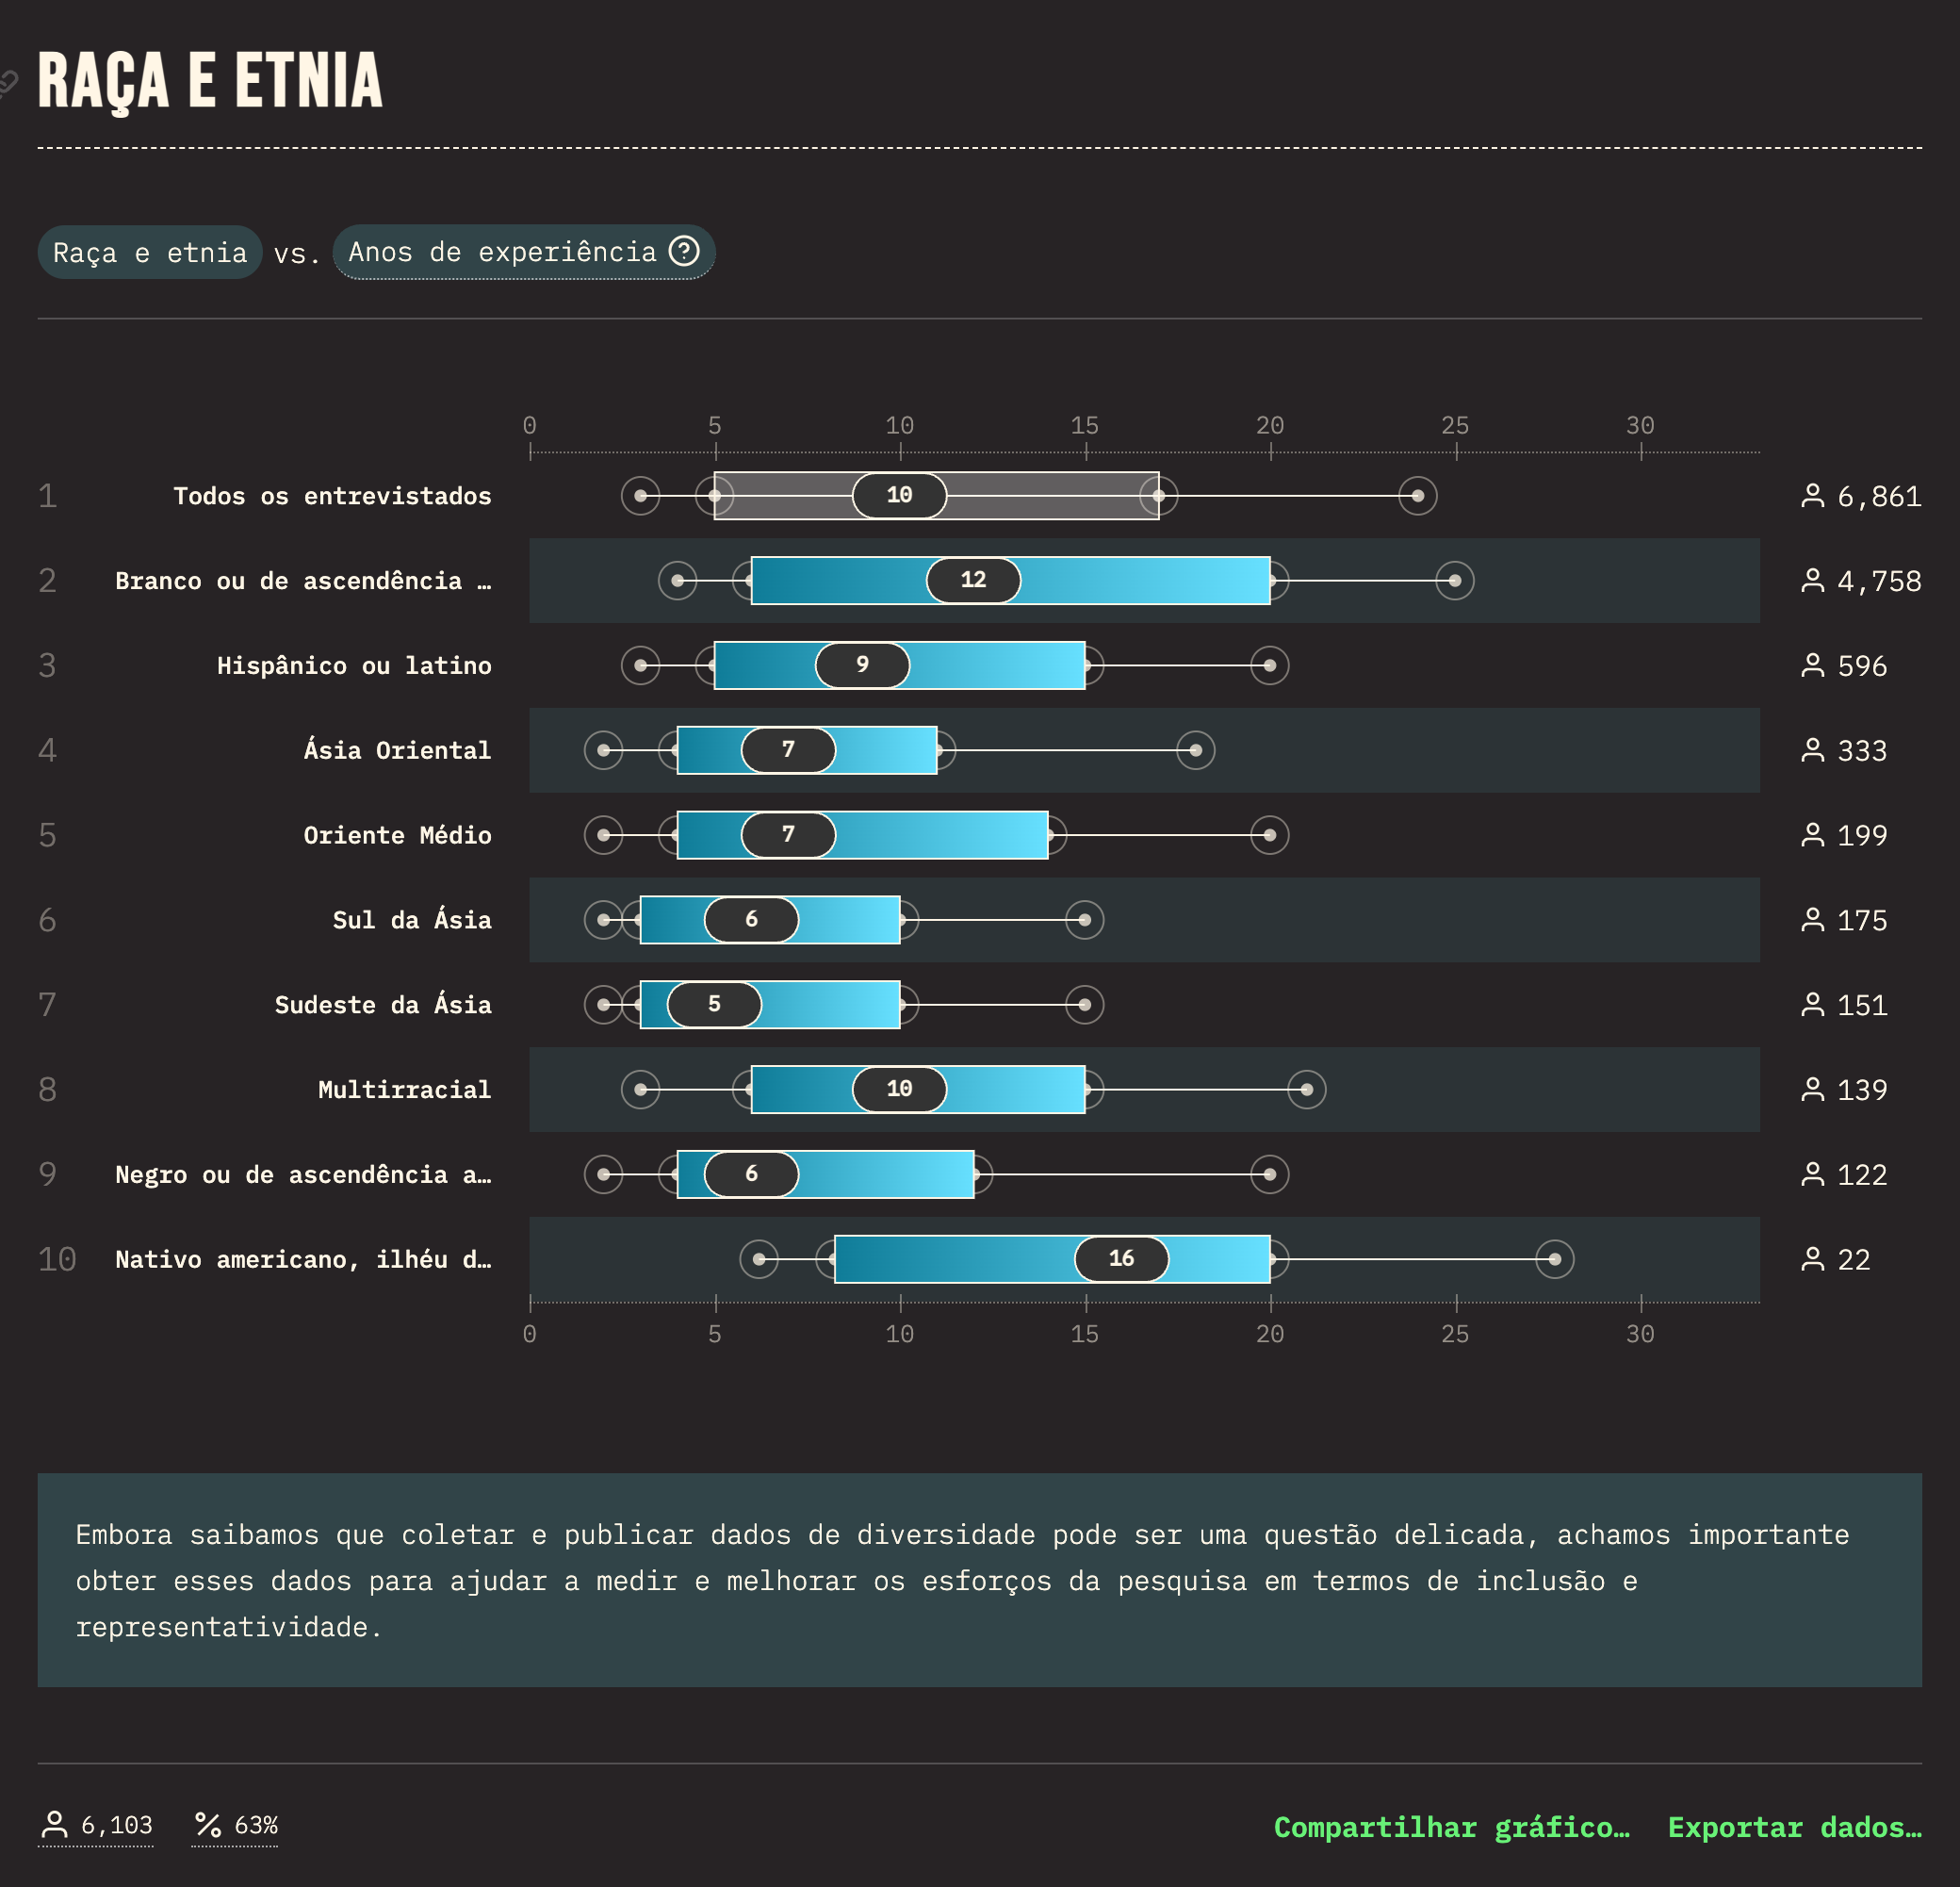 RAÇA E ETNIA
Raça e etnia vs. Anos de experiência ?
0 5 10 15 20 25 30
1 Todos os entrevistados 10 6,861
2 Branco ou de ascendência … 12 4,758
3 Hispânico ou latino 9 596
4 Ásia Oriental 7 333
5 Oriente Médio 7 199
6 Sul da Ásia 6 175
7 Sudeste da Ásia 5 151
8 Multirracial 10 139
9 Negro ou de ascendência a… 6 122
10 Nativo americano, ilhéu d… 16 22
0 5 10 15 20 25 30
Embora saibamos que coletar e publicar dados de diversidade pode ser uma questão delicada, achamos importante
obter esses dados para ajudar a medir e melhorar os esforços da pesquisa em termos de inclusão e
representatividade.
6,103 % 63% Compartilhar gráfico… Exportar dados…